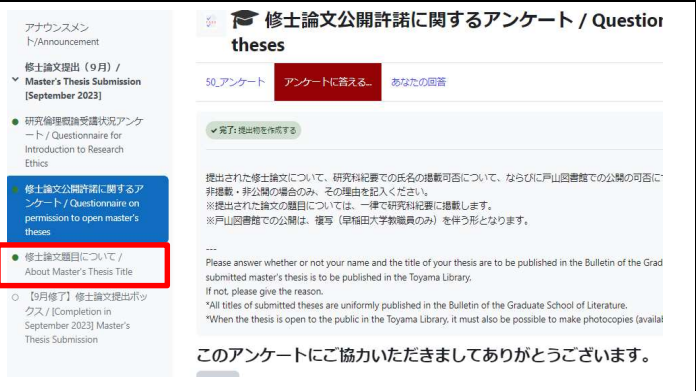 アナウンスメン
ト/Announcement
修士論文提出（９月）/
Master's Thesis Submission
[September 2023]
研究倫理概論受講状況アンケ
ート / Questionnaire for
Introduction to Research
Ethics
修士論文公開許諾に関するア
ンケート / Questionnaire on
permission to open master's
theses
修士論文題目について /
About Master's Thesis Title
【9月修了】修士論文提出ボッ
クス / [Completion in
September 2023] Master's
Thesis Submission
修士論文公開許諾に関するアンケート / Question
theses
50_アンケート
アンケートに答える...
あなたの回答
完了: 提出物を作成する
提出された修士論文について、研究科紀要での氏名の掲載可否について、ならびに戸山図書館での公開の可否に
非掲載・非公開の場合のみ、その理由を記入ください。
※提出された論文の題目については、一律で研究科紀要に掲載します。
※戸山図書館での公開は、複写（早稲田大学教職員のみ）を伴う形となります。
---
Please answer whether or not your name and the title of your thesis are to be published in the Bulletin of the Grad
submitted master's thesis is to be published in the Toyama Library.
If not, please give the reason.
*All titles of submitted theses are uniformly published in the Bulletin of the Graduate School of Literature.
*When the thesis is open to the public in the Toyama Library, it must also be possible to make photocopies (availab
このアンケートにご協力いただきましてありがとうございます。